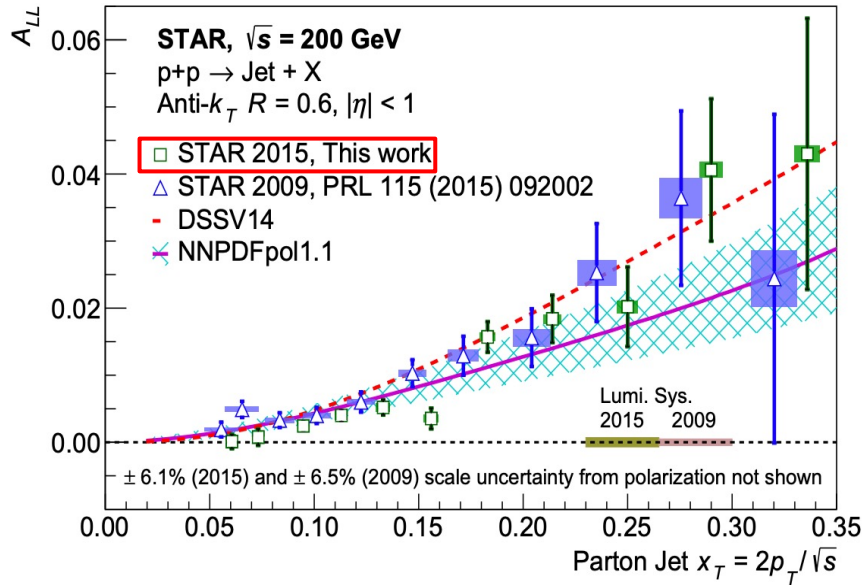 A_LL
0.06
0.04
0.02
0.00
STAR, √s = 200 GeV
p+p → Jet + X
Anti-k_T R = 0.6, |η| < 1
STAR 2015, This work
STAR 2009, PRL 115 (2015) 092002
DSSV14
NNPDFpol1.1
Lumi. Sys.
2015 2009
± 6.1% (2015) and ± 6.5% (2009) scale uncertainty from polarization not shown
0.00 0.05 0.10 0.15 0.20 0.25 0.30 0.35
Parton Jet x_T = 2p_T/√s